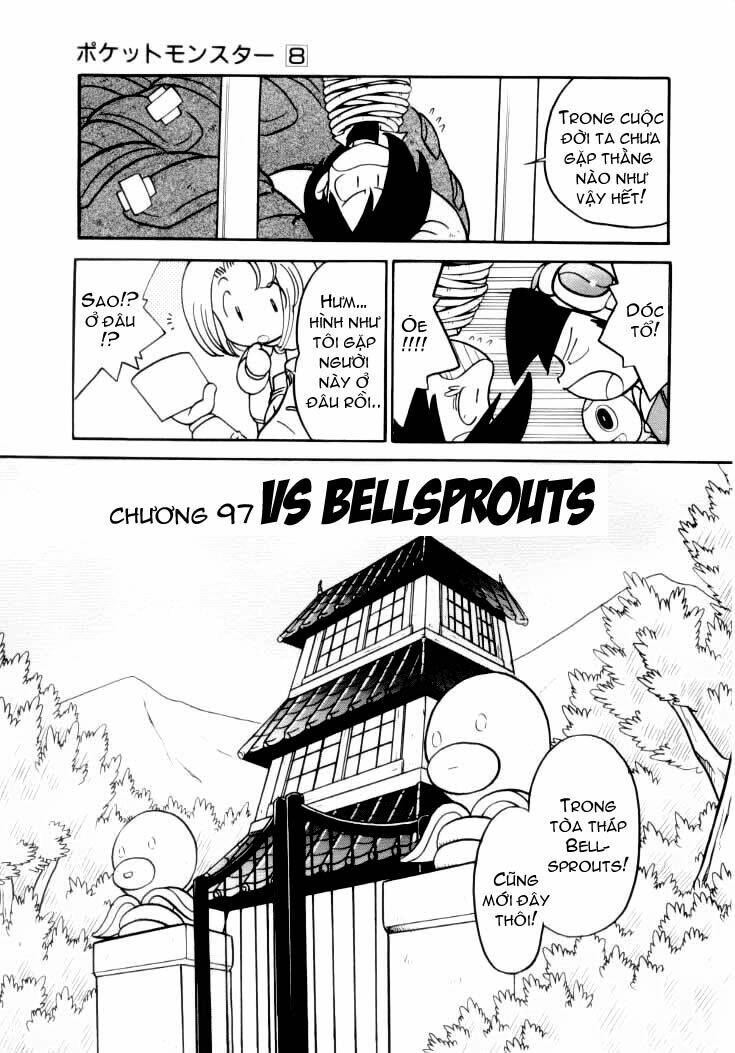 ポケットモンスター 8
TRONG CUỘC
ĐỜI TA CHƯA
GẶP THẰNG
NÀO NHƯ
VẬY HẾT!
SAO!?
Ở ĐÂU
!?
HƯM...
HÌNH NHƯ
TÔI GẶP
NGƯỜI
NÀY Ở
ĐÂU RỒI..
ÓE
!!!!
DÓC
TỔ!
CHƯƠNG 97 VS BELLSPROUTS
TRONG
TÒA THÁP
BELL-
SPROUTS!
CŨNG
MỚI ĐÂY
THÔI!